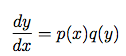 dy/dx = p(x)q(y)